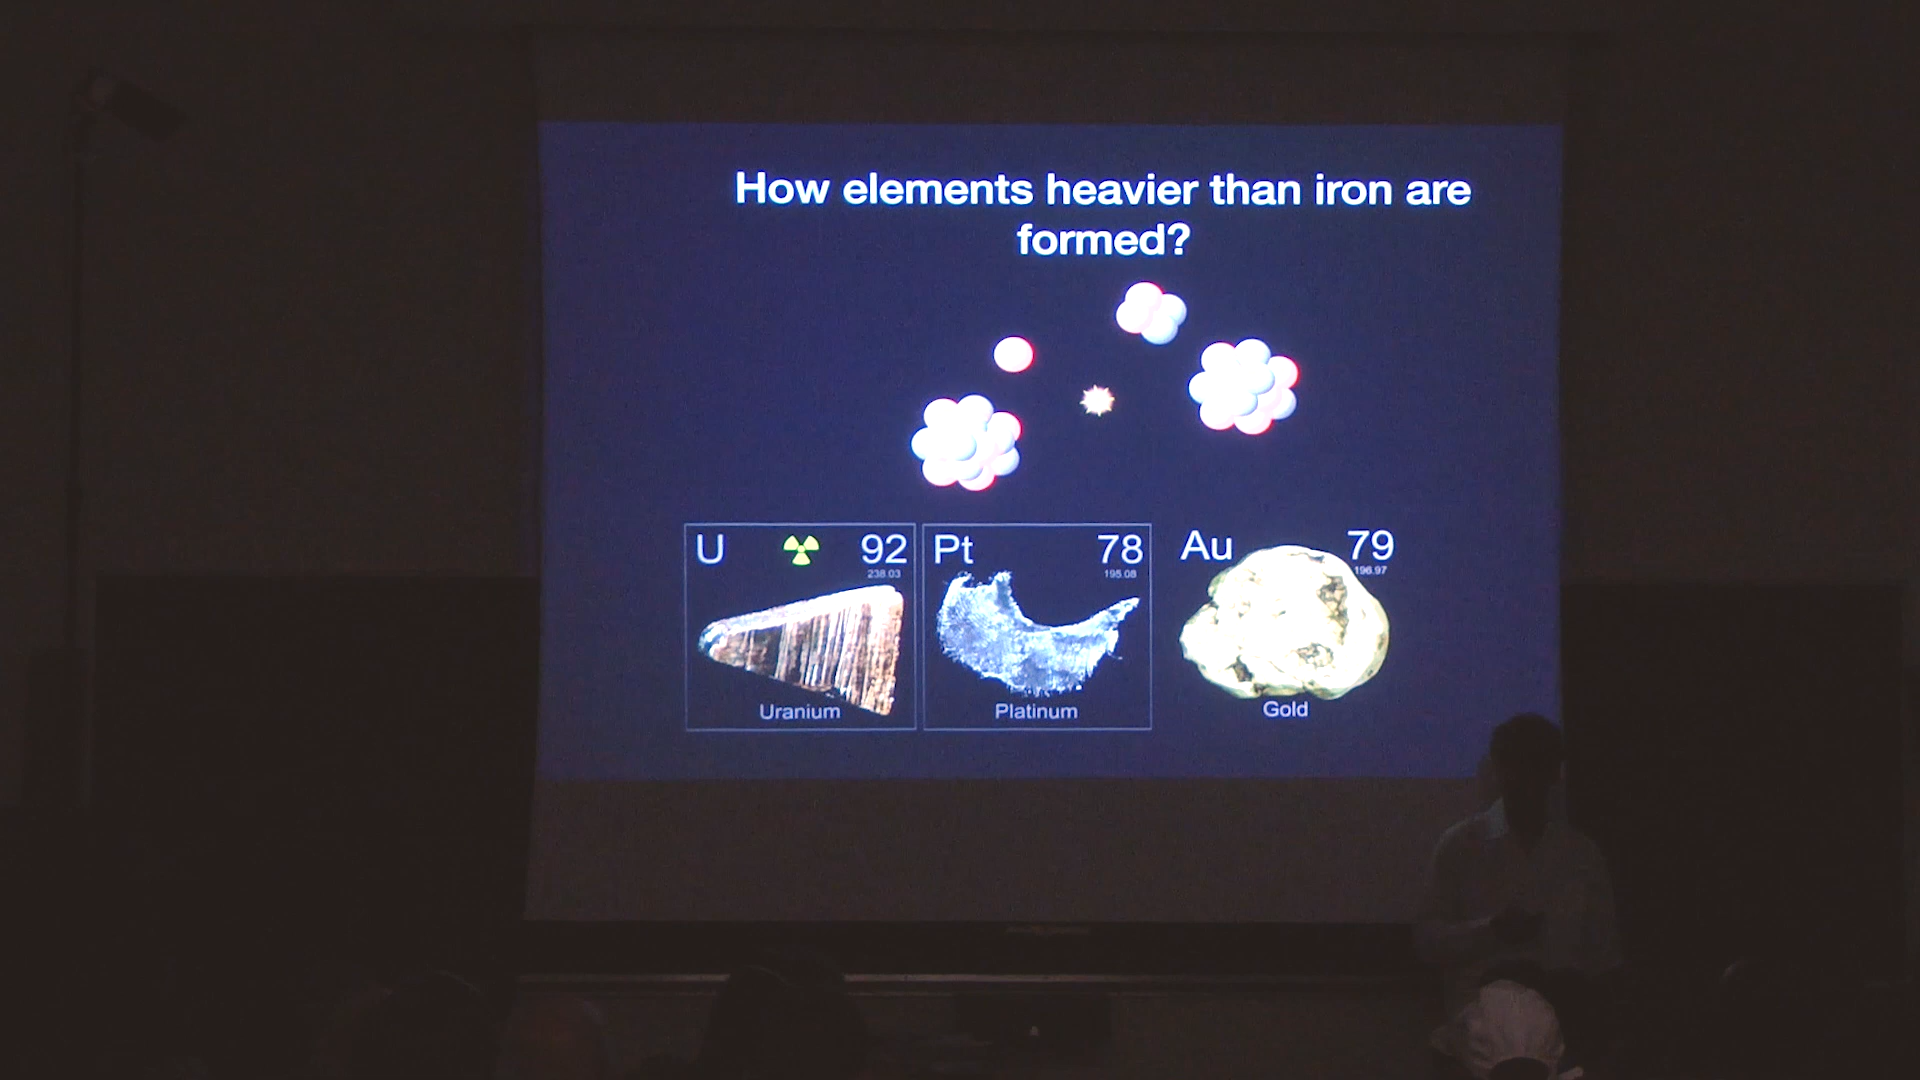 How elements heavier than iron are
formed?
U 92
238.03
Uranium
Pt 78
195.08
Platinum
Au 79
196.97
Gold